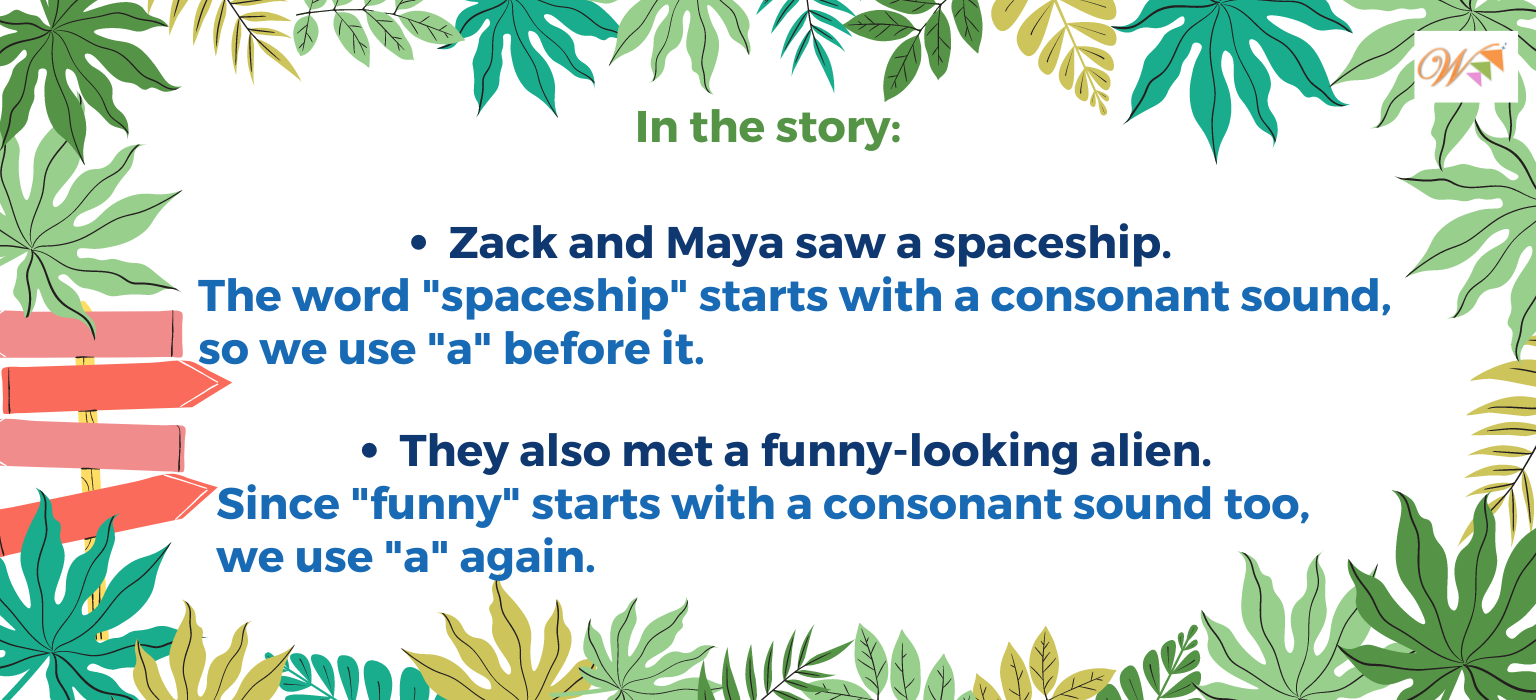 In the story:
• Zack and Maya saw a spaceship.
The word "spaceship" starts with a consonant sound,
so we use "a" before it.
• They also met a funny-looking alien.
Since "funny" starts with a consonant sound too,
we use "a" again.
W